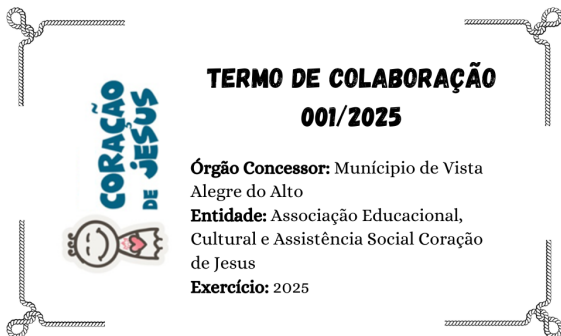 CORAÇÃO
DE JESUS
TERMO DE COLABORAÇÃO
001/2025
Órgão Concessor: Munícipio de Vista
Alegre do Alto
Entidade: Associação Educacional,
Cultural e Assistência Social Coração
de Jesus
Exercício: 2025